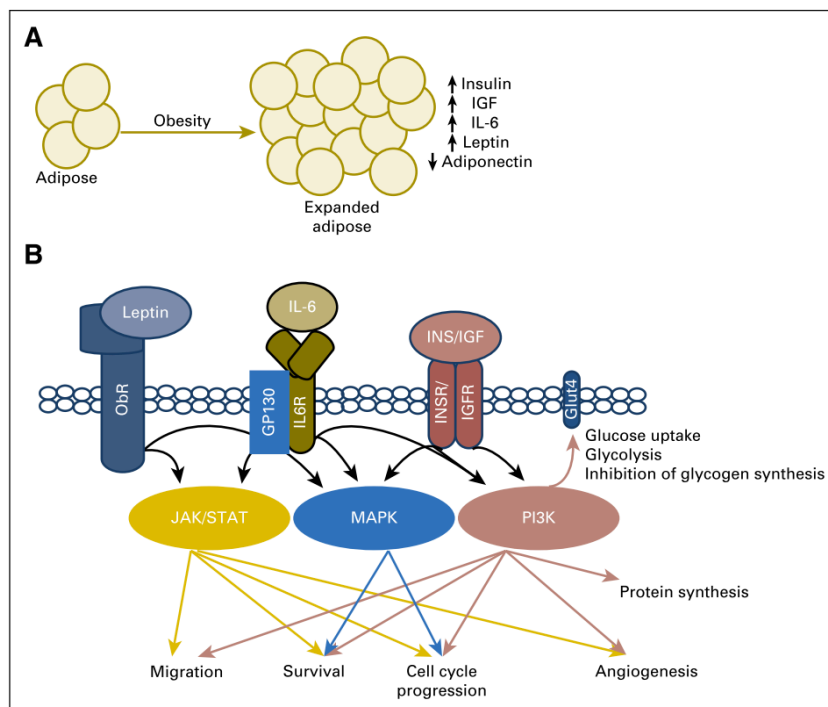 A
Obesity
Adipose
Expanded
adipose
Insulin
IGF
IL-6
Leptin
Adiponectin
B
Leptin
IL-6
INS/IGF
ObR
GP130
IL6R
INSR/
IGFR
Glut4
Glucose uptake
Glycolysis
Inhibition of glycogen synthesis
JAK/STAT
MAPK
PI3K
Protein synthesis
Migration
Survival
Cell cycle
progression
Angiogenesis